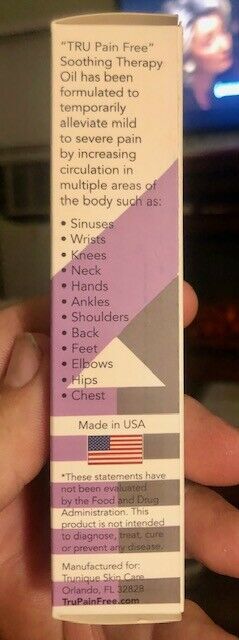 "TRU Pain Free"
Soothing Therapy
Oil has been
formulated to
temporarily
alleviate mild
to severe pain
by increasing
circulation in
multiple areas of
the body such as:
• Sinuses
• Wrists
• Knees
• Neck
• Hands
• Ankles
• Shoulders
• Back
• Feet
• Elbows
• Hips
• Chest
Made in USA
*These statements have
not been evaluated
by the Food and Drug
Administration. This
product is not intended
to diagnose, treat, cure
or prevent any disease.
Manufactured for:
Trunique Skin Care
Orlando, FL 32828
TruPainFree.com